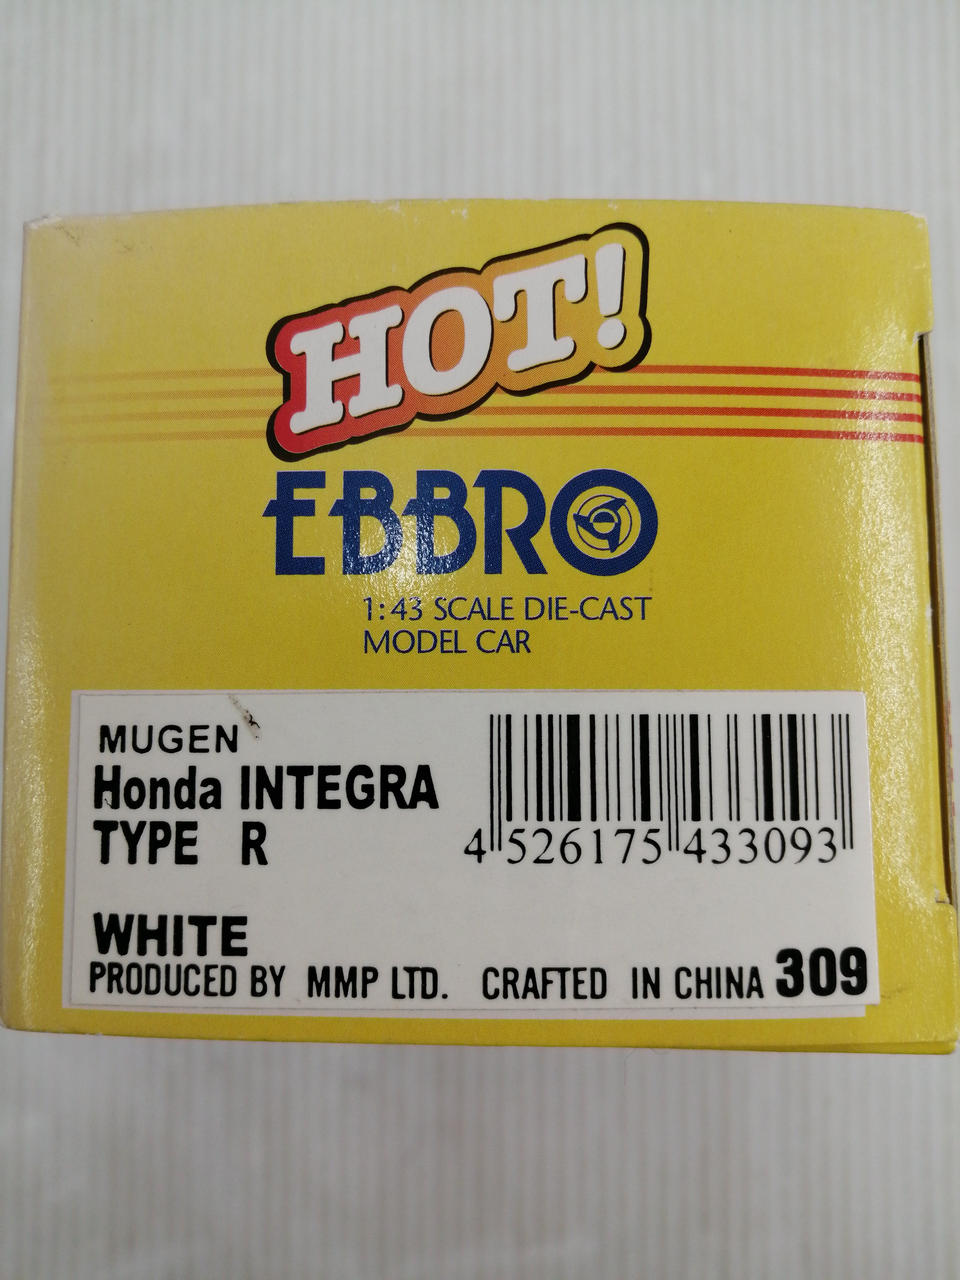 HOT!
EBBRO
1:43 SCALE DIE-CAST
MODEL CAR
MUGEN
Honda INTEGRA
TYPE R
4 526175 433093
WHITE
PRODUCED BY MMP LTD. CRAFTED IN CHINA 309